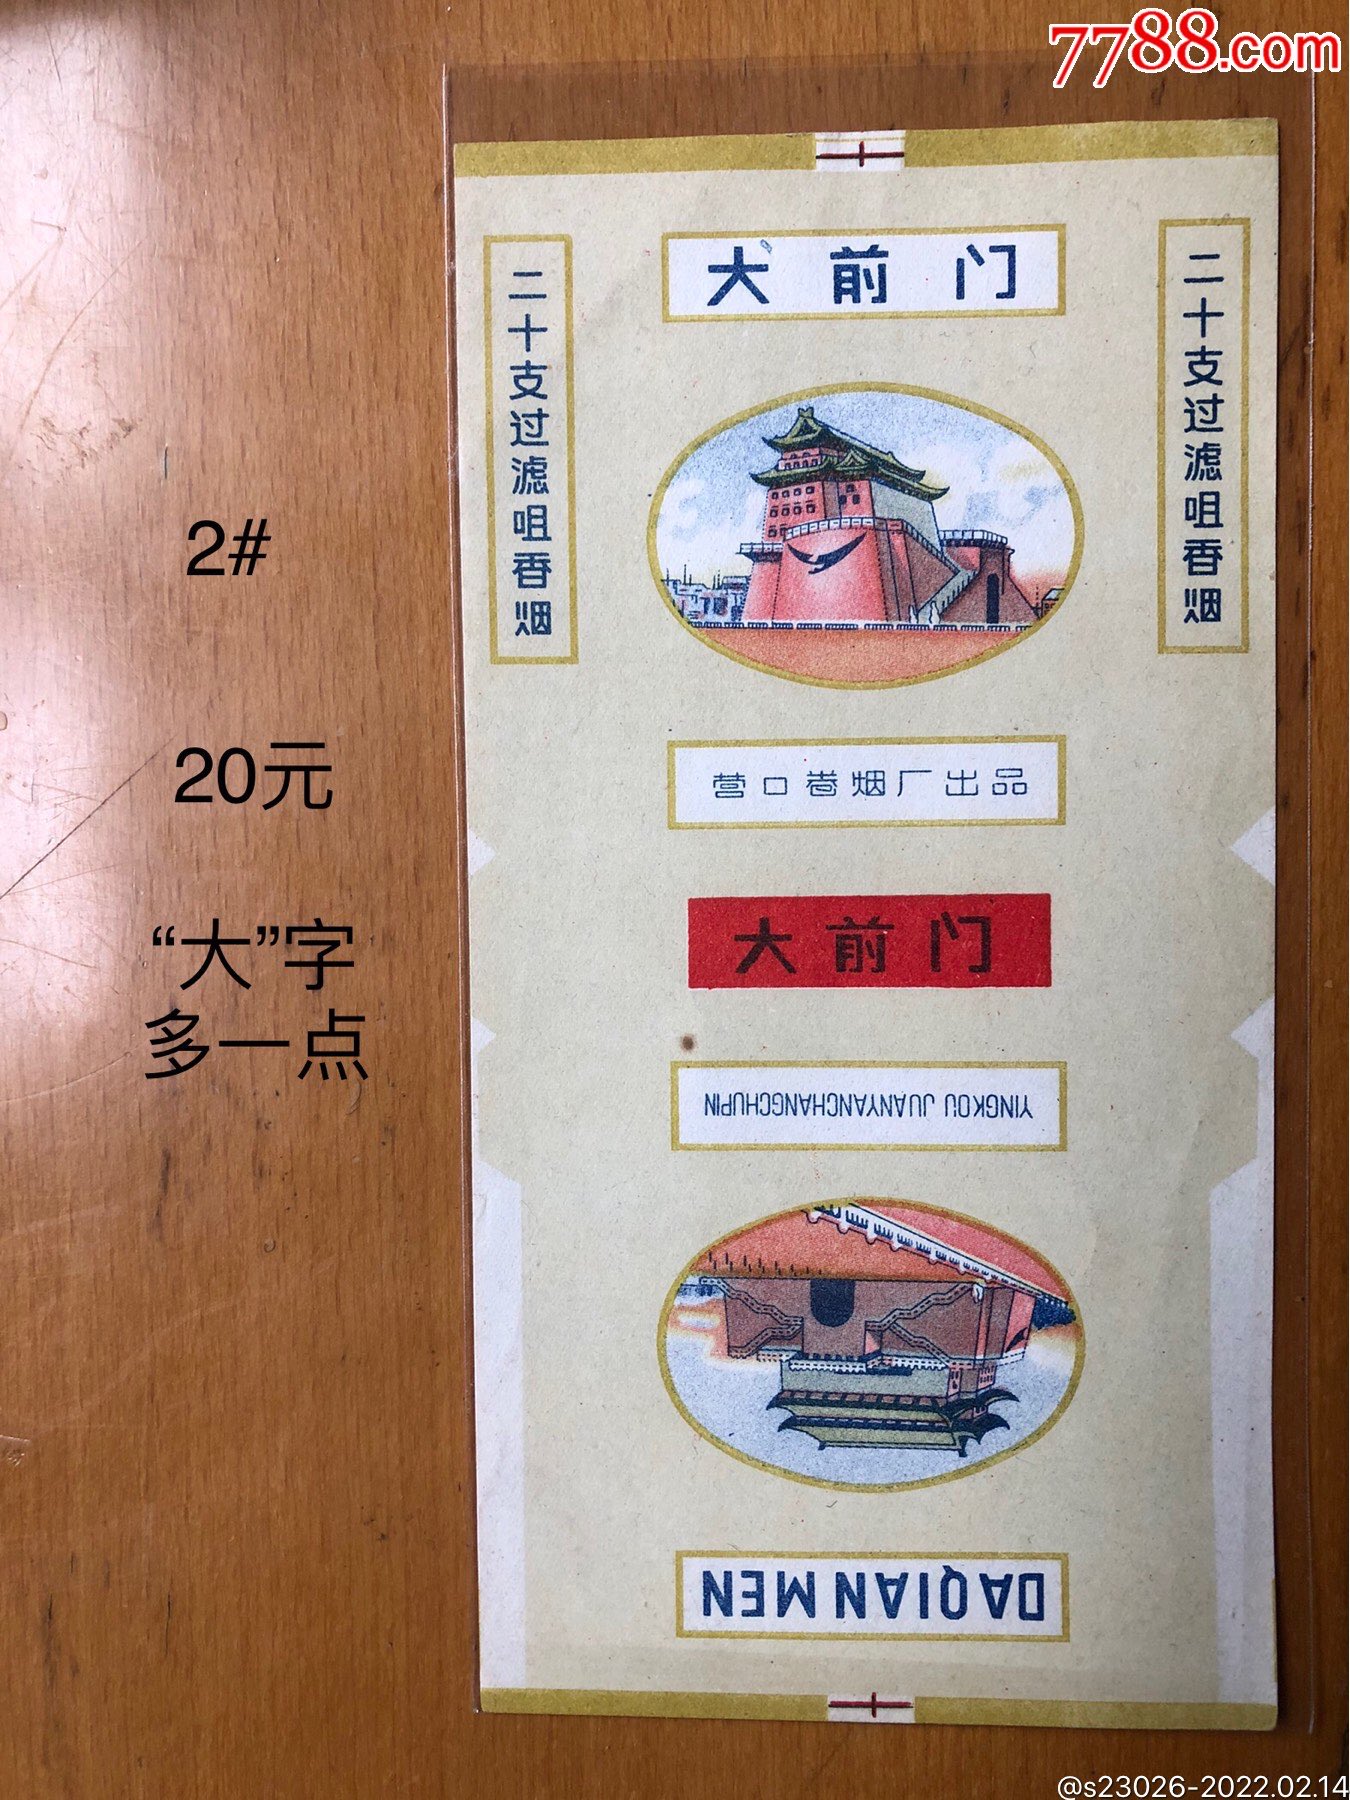 7788.com
大前门
二十支过滤咀香烟
二十支过滤咀香烟
2#
20元
营口卷烟厂出品
“大”字
多一点
大前门
YINGKOU JUANYANCHANGCHUPIN
DAQIANMEN
@s23026-2022.02.14